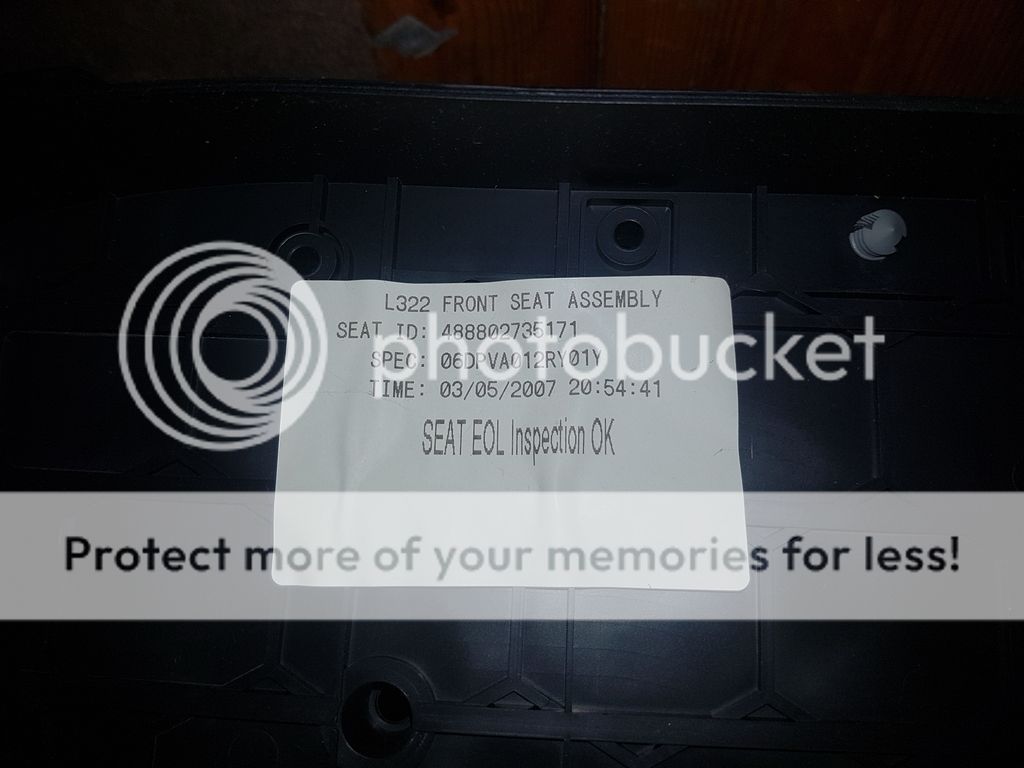 L322 FRONT SEAT ASSEMBLY
SEAT ID: 488802735171
SPEC: 06DPVA012RY01Y
TIME: 03/05/2007 20:54:41
SEAT EOL Inspection OK
photobucket
Protect more of your memories for less!